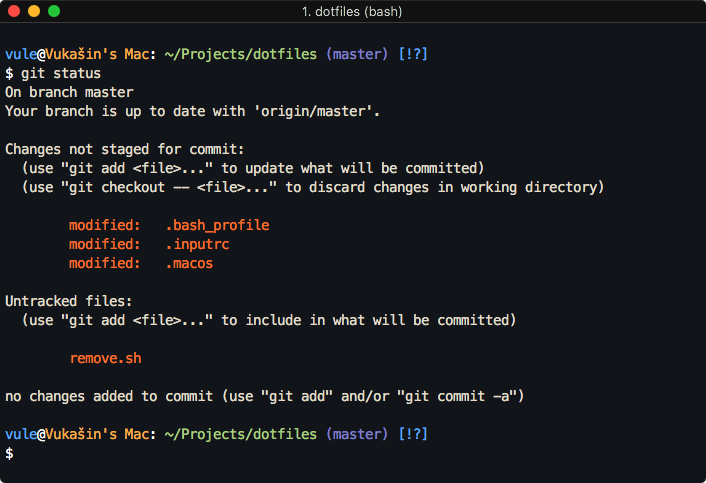 1. dotfiles (bash)
vule@Vukašin's Mac: ~/Projects/dotfiles (master) [!?]
$ git status
On branch master
Your branch is up to date with 'origin/master'.
Changes not staged for commit:
(use "git add <file>..." to update what will be committed)
(use "git checkout -- <file>..." to discard changes in working directory)
modified: .bash_profile
modified: .inputrc
modified: .macos
Untracked files:
(use "git add <file>..." to include in what will be committed)
remove.sh
no changes added to commit (use "git add" and/or "git commit -a")
vule@Vukašin's Mac: ~/Projects/dotfiles (master) [!?]
$